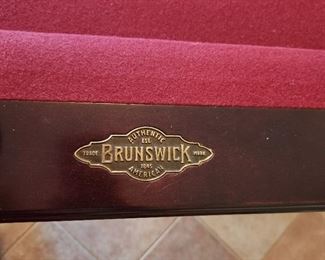 AUTHENTIC
EST.
TRADE BRUNSWICK MARK
1845
AMERICAN